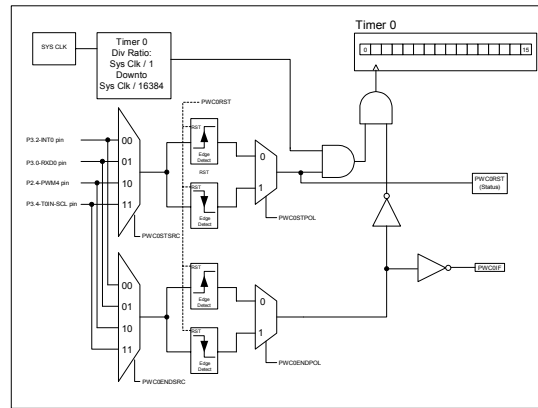 Timer 0
0
15
SYS CLK
Timer 0
Div Ratio:
Sys Clk / 1
Downto
Sys Clk / 16384
PWC0RST
P3.2-INT0 pin
P3.0-RXD0 pin
P2.4-PWM4 pin
P3.4-T0IN-SCL pin
00
01
10
11
RST
Edge
Detect
RST
RST
Edge
Detect
0
1
PWC0RST
(Status)
PWC0STSRC
PWC0STPOL
00
01
10
11
RST
Edge
Detect
RST
Edge
Detect
0
1
PWC0IF
PWC0ENDSRC
PWC0ENDPOL